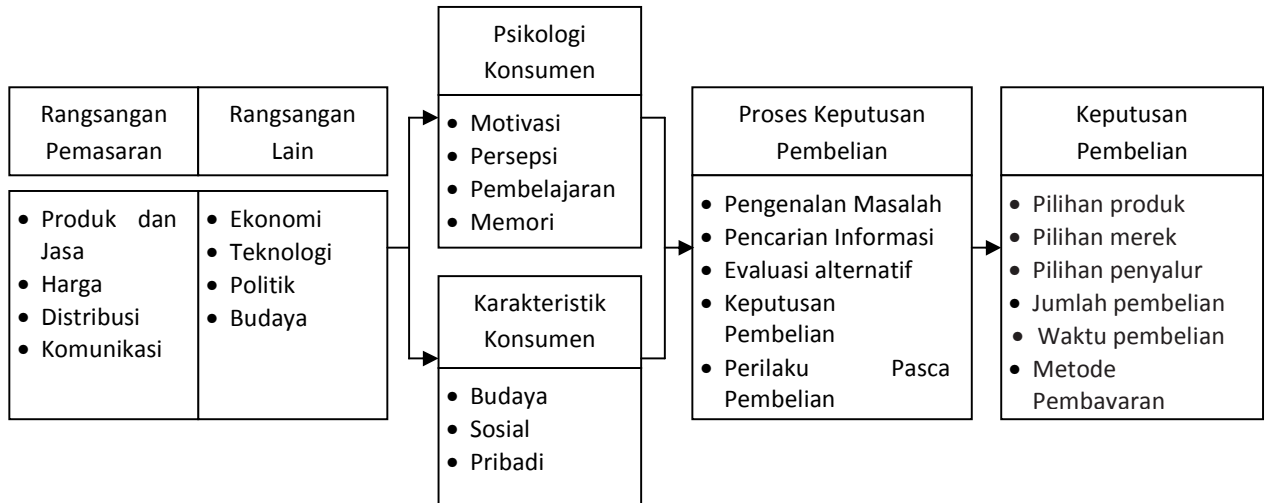 Rangsangan
Pemasaran
• Produk dan
Jasa
• Harga
• Distribusi
• Komunikasi
Rangsangan
Lain
• Ekonomi
• Teknologi
• Politik
• Budaya
Psikologi
Konsumen
• Motivasi
• Persepsi
• Pembelajaran
• Memori
Karakteristik
Konsumen
• Budaya
• Sosial
• Pribadi
Proses Keputusan
Pembelian
• Pengenalan Masalah
• Pencarian Informasi
• Evaluasi alternatif
• Keputusan
Pembelian
• Perilaku Pasca
Pembelian
Keputusan
Pembelian
• Pilihan produk
• Pilihan merek
• Pilihan penyalur
• Jumlah pembelian
• Waktu pembelian
• Metode
Pembavaran